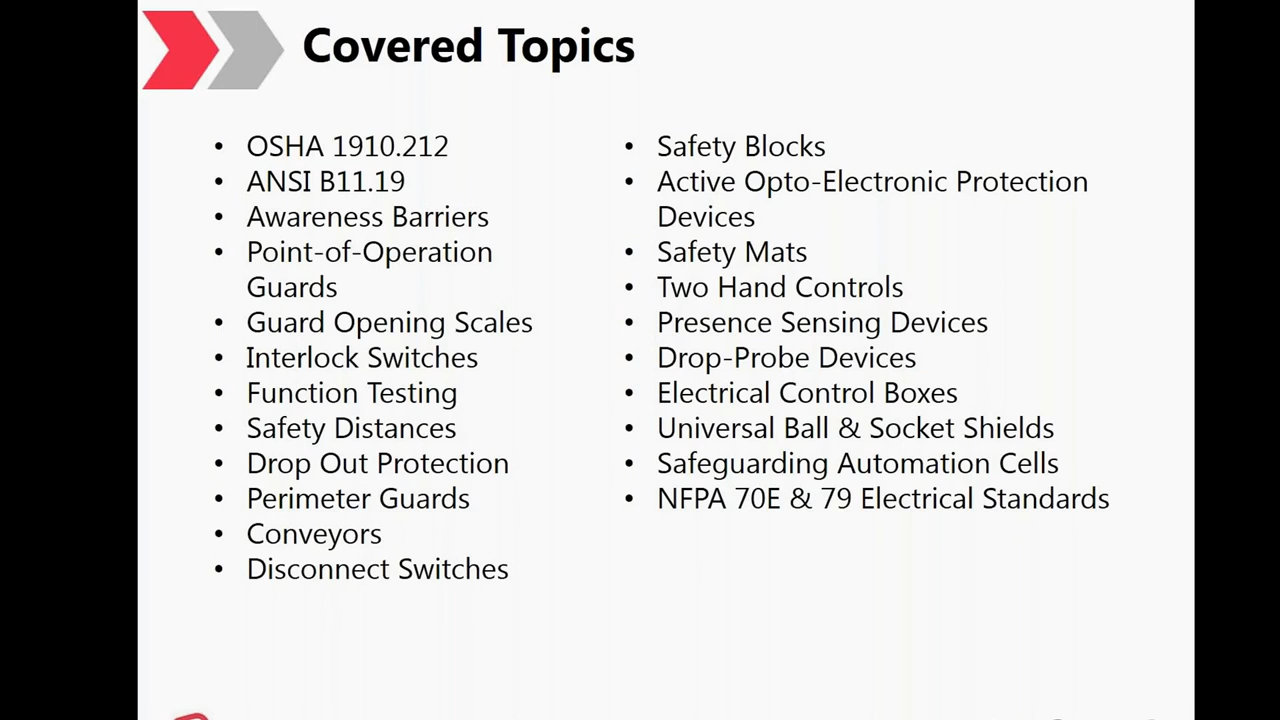 Covered Topics
• OSHA 1910.212
• ANSI B11.19
• Awareness Barriers
• Point-of-Operation
Guards
• Guard Opening Scales
• Interlock Switches
• Function Testing
• Safety Distances
• Drop Out Protection
• Perimeter Guards
• Conveyors
• Disconnect Switches
• Safety Blocks
• Active Opto-Electronic Protection
Devices
• Safety Mats
• Two Hand Controls
• Presence Sensing Devices
• Drop-Probe Devices
• Electrical Control Boxes
• Universal Ball & Socket Shields
• Safeguarding Automation Cells
• NFPA 70E & 79 Electrical Standards